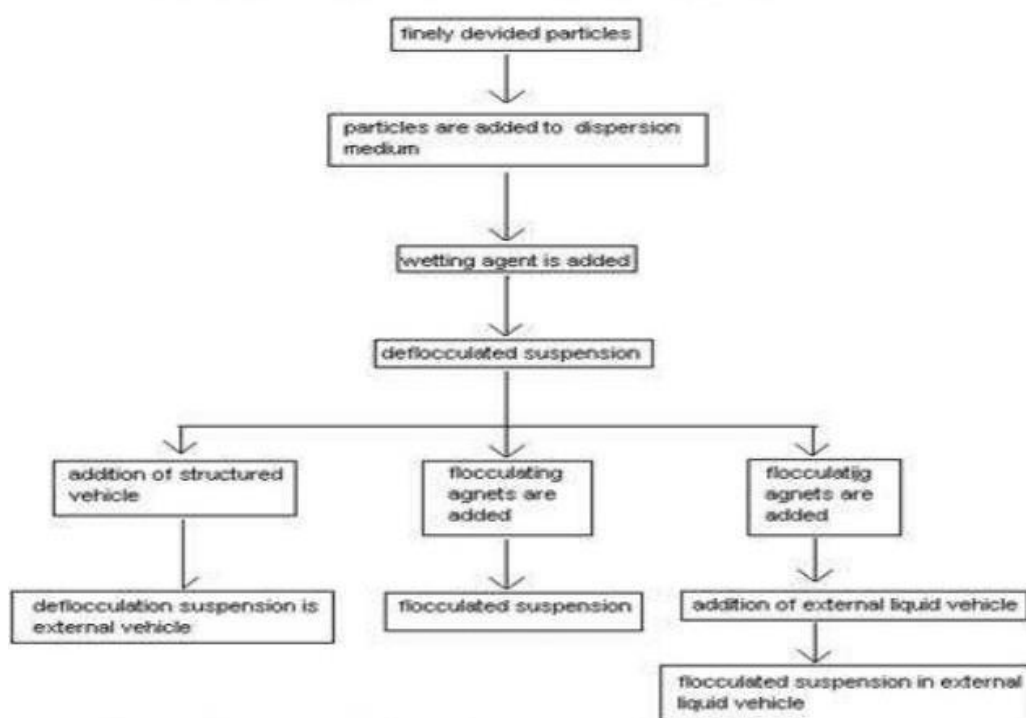 finely devided particles
particles are added to dispersion
medium
wetting agent is added
deflocculated suspension
addition of structured
vehicle
flocculating
agnets are
added
flocculatijg
agnets are
added
deflocculation suspension is
external vehicle
flocculated suspension
addition of external liquid vehicle
flocculated suspension in external
liquid vehicle